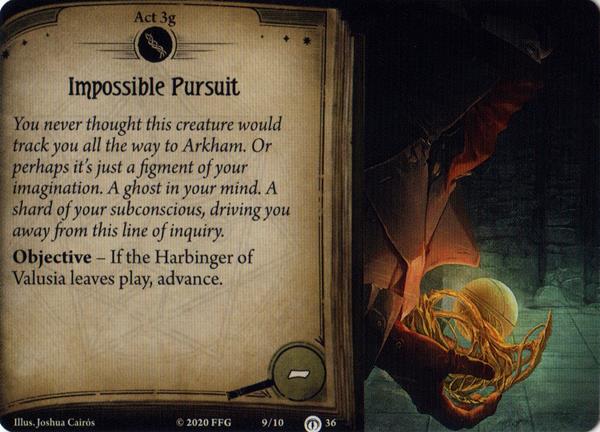 Act 3g
Impossible Pursuit
You never thought this creature would
track you all the way to Arkham. Or
perhaps it's just a figment of your
imagination. A ghost in your mind. A
shard of your subconscious, driving you
away from this line of inquiry.
Objective – If the Harbinger of
Valusia leaves play, advance.
–
Illus. Joshua Cairós © 2020 FFG 9/10 36